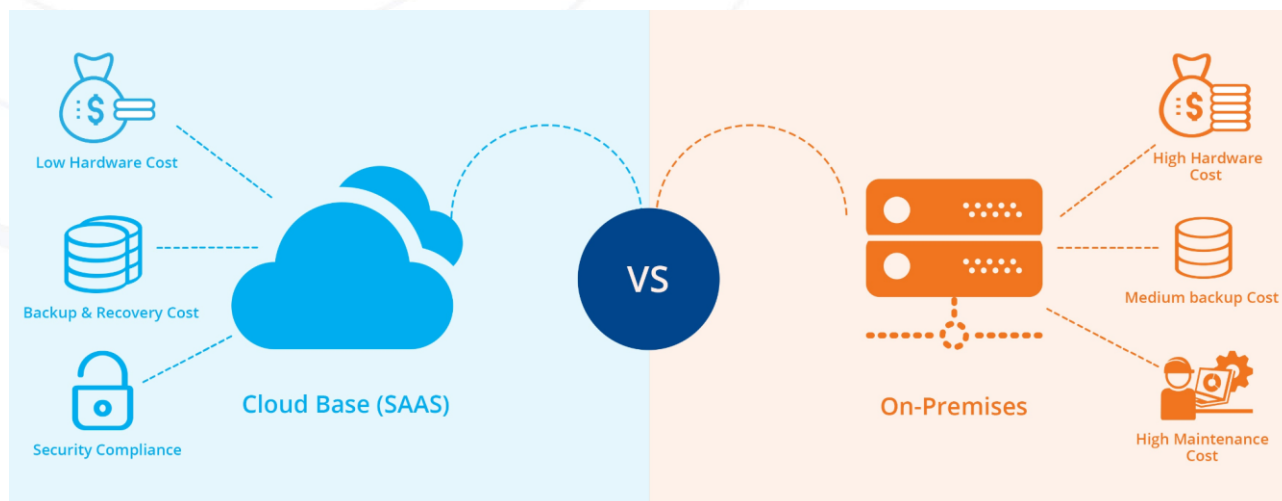 $
Low Hardware Cost
Backup & Recovery Cost
Security Compliance
Cloud Base (SAAS)
VS
$
High Hardware
Cost
Medium backup Cost
High Maintenance
Cost
On-Premises